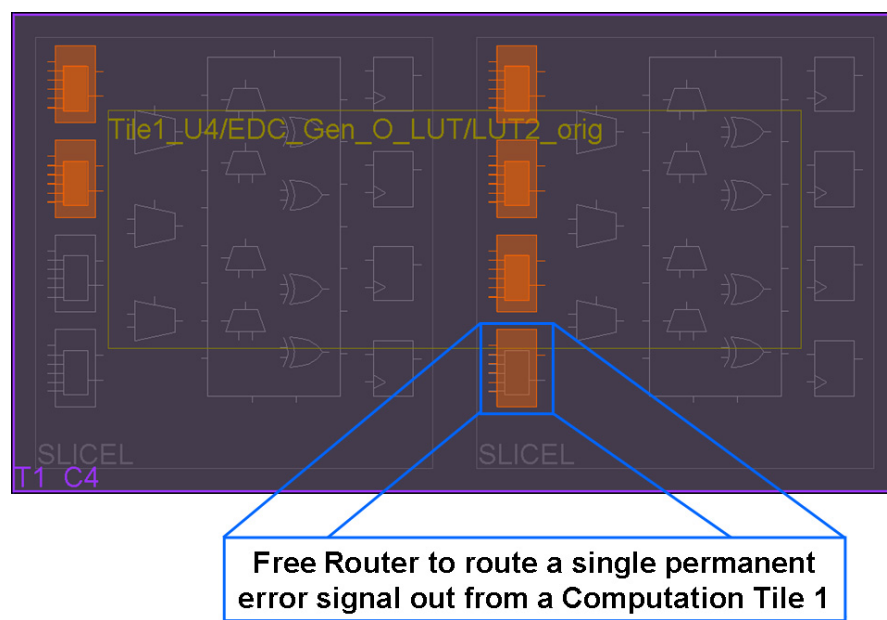 Tile1_U4/EDC_Gen_O_LUT/LUT2_orig
SLICEL
SLICEL
T1_C4
Free Router to route a single permanent
error signal out from a Computation Tile 1